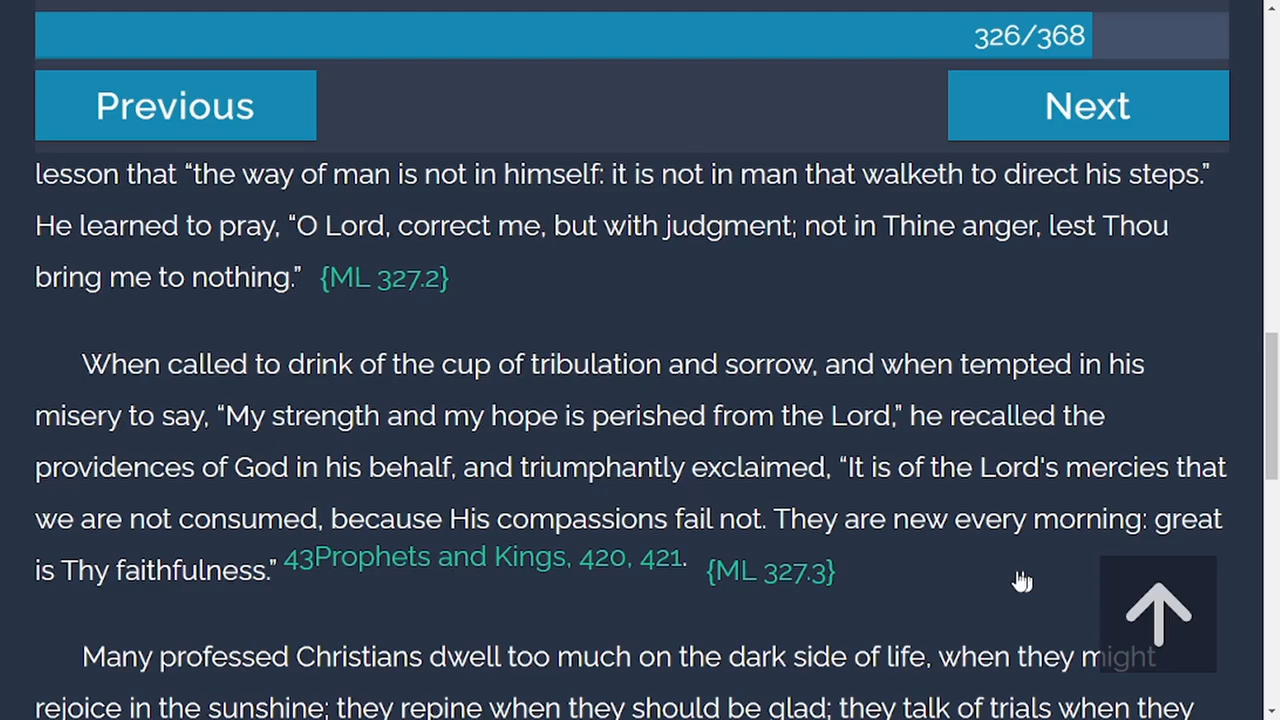 326/368
Previous
Next
lesson that “the way of man is not in himself: it is not in man that walketh to direct his steps.”
He learned to pray, “O Lord, correct me, but with judgment; not in Thine anger, lest Thou
bring me to nothing.” {ML 327.2}
When called to drink of the cup of tribulation and sorrow, and when tempted in his
misery to say, “My strength and my hope is perished from the Lord,” he recalled the
providences of God in his behalf, and triumphantly exclaimed, “It is of the Lord's mercies that
we are not consumed, because His compassions fail not. They are new every morning: great
is Thy faithfulness.” 43Prophets and Kings, 420, 421. {ML 327.3}
Many professed Christians dwell too much on the dark side of life, when they might
rejoice in the sunshine; they repine when they should be glad; they talk of trials when they